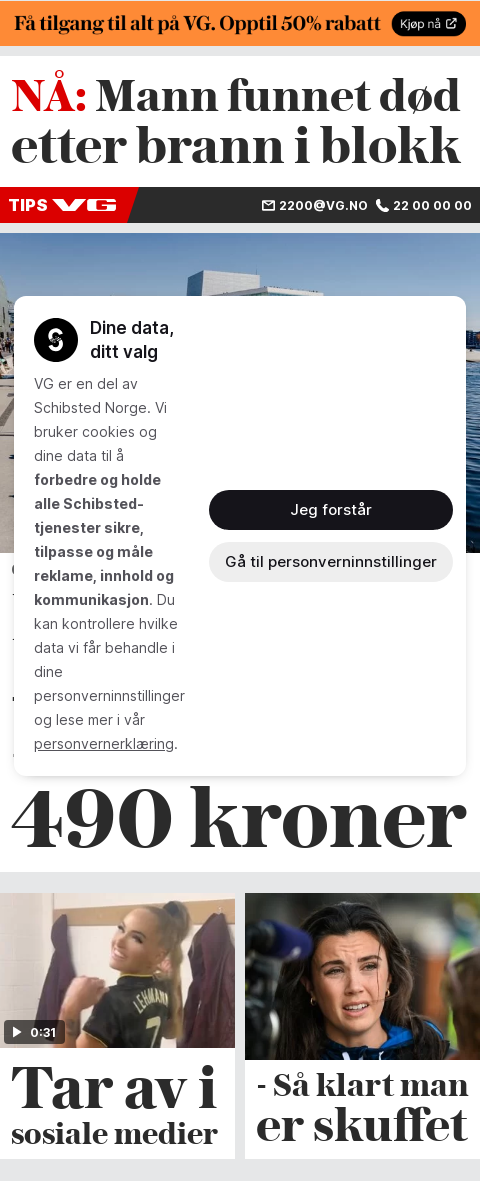 Få tilgang til alt på VG. Opptil 50% rabatt
Kjøp nå
NÅ: Mann funnet død
etter brann i blokk
TIPS VG
2200@VG.NO
22 00 00 00
Dine data,
ditt valg
VG er en del av
Schibsted Norge. Vi
bruker cookies og
dine data til å
forbedre og holde
alle Schibsted-
tjenester sikre,
tilpasse og måle
reklame, innhold og
kommunikasjon. Du
kan kontrollere hvilke
data vi får behandle i
dine
personverninnstillinger
og lese mer i vår
personvernerklæring.
Jeg forstår
Gå til personverninnstillinger
490 kroner
LEHMANN
7
0:31
Tar av i
sosiale medier
- Så klart man
er skuffet